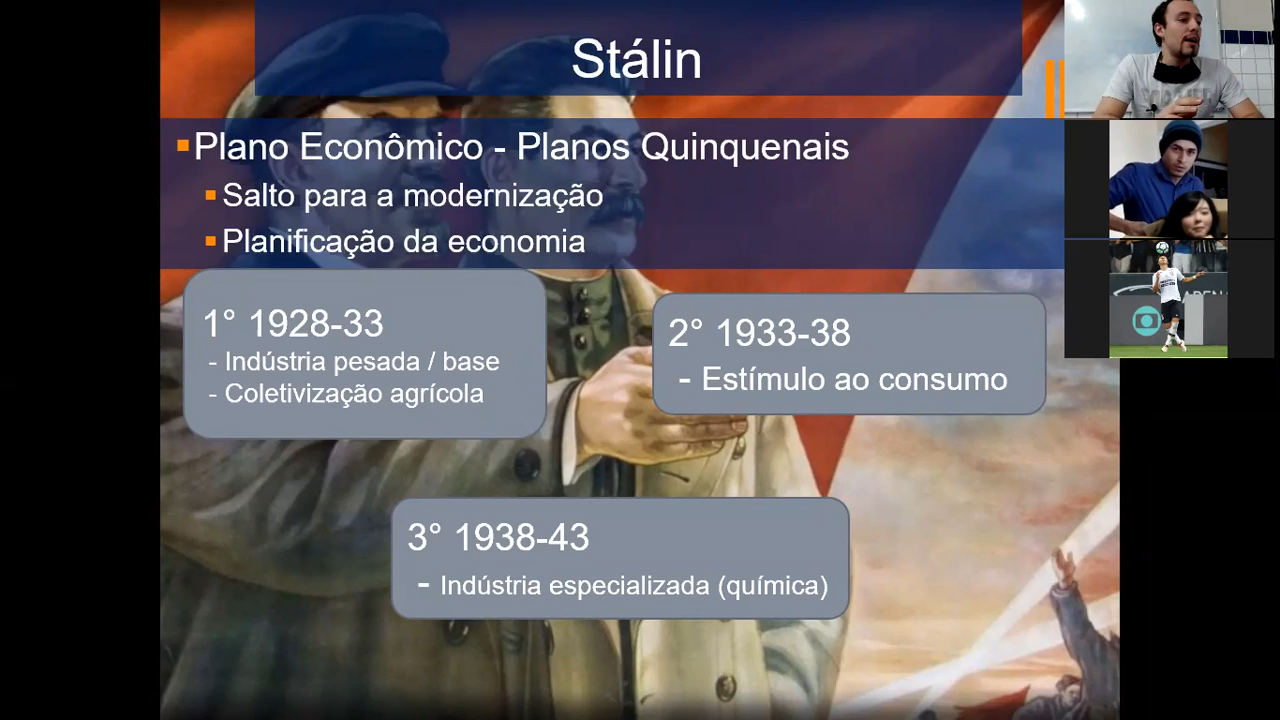 Stálin
Plano Econômico - Planos Quinquenais
Salto para a modernização
Planificação da economia
1° 1928-33
- Indústria pesada / base
- Coletivização agrícola
2° 1933-38
- Estímulo ao consumo
3° 1938-43
- Indústria especializada (química)